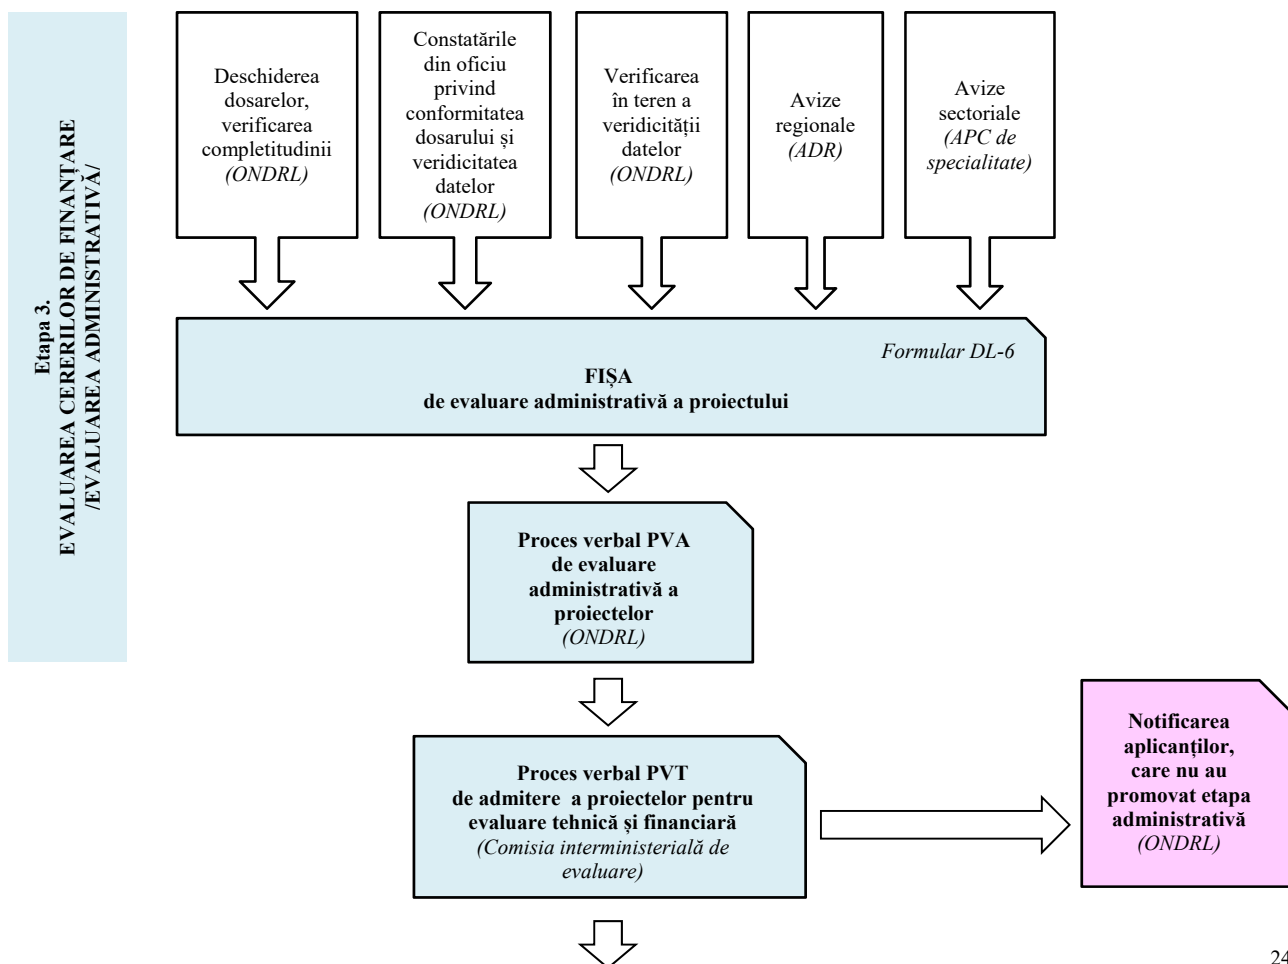 Etapa 3.
EVALUAREA CERERILOR DE FINANȚARE
/EVALUAREA ADMINISTRATIVĂ/
Deschiderea
dosarelor,
verificarea
completitudinii
(ONDRL)
Constatările
din oficiu
privind
conformitatea
dosarului și
veridicitatea
datelor
(ONDRL)
Verificarea
în teren a
veridicității
datelor
(ONDRL)
Avize
regionale
(ADR)
Avize
sectoriale
(APC de
specialitate)
Formular DL-6
FIȘA
de evaluare administrativă a proiectului
Proces verbal PVA
de evaluare
administrativă a
proiectelor
(ONDRL)
Proces verbal PVT
de admitere  a proiectelor pentru
evaluare tehnică și financiară
(Comisia interministerială de
evaluare)
Notificarea
aplicanților,
care nu au
promovat etapa
administrativă
(ONDRL)
24